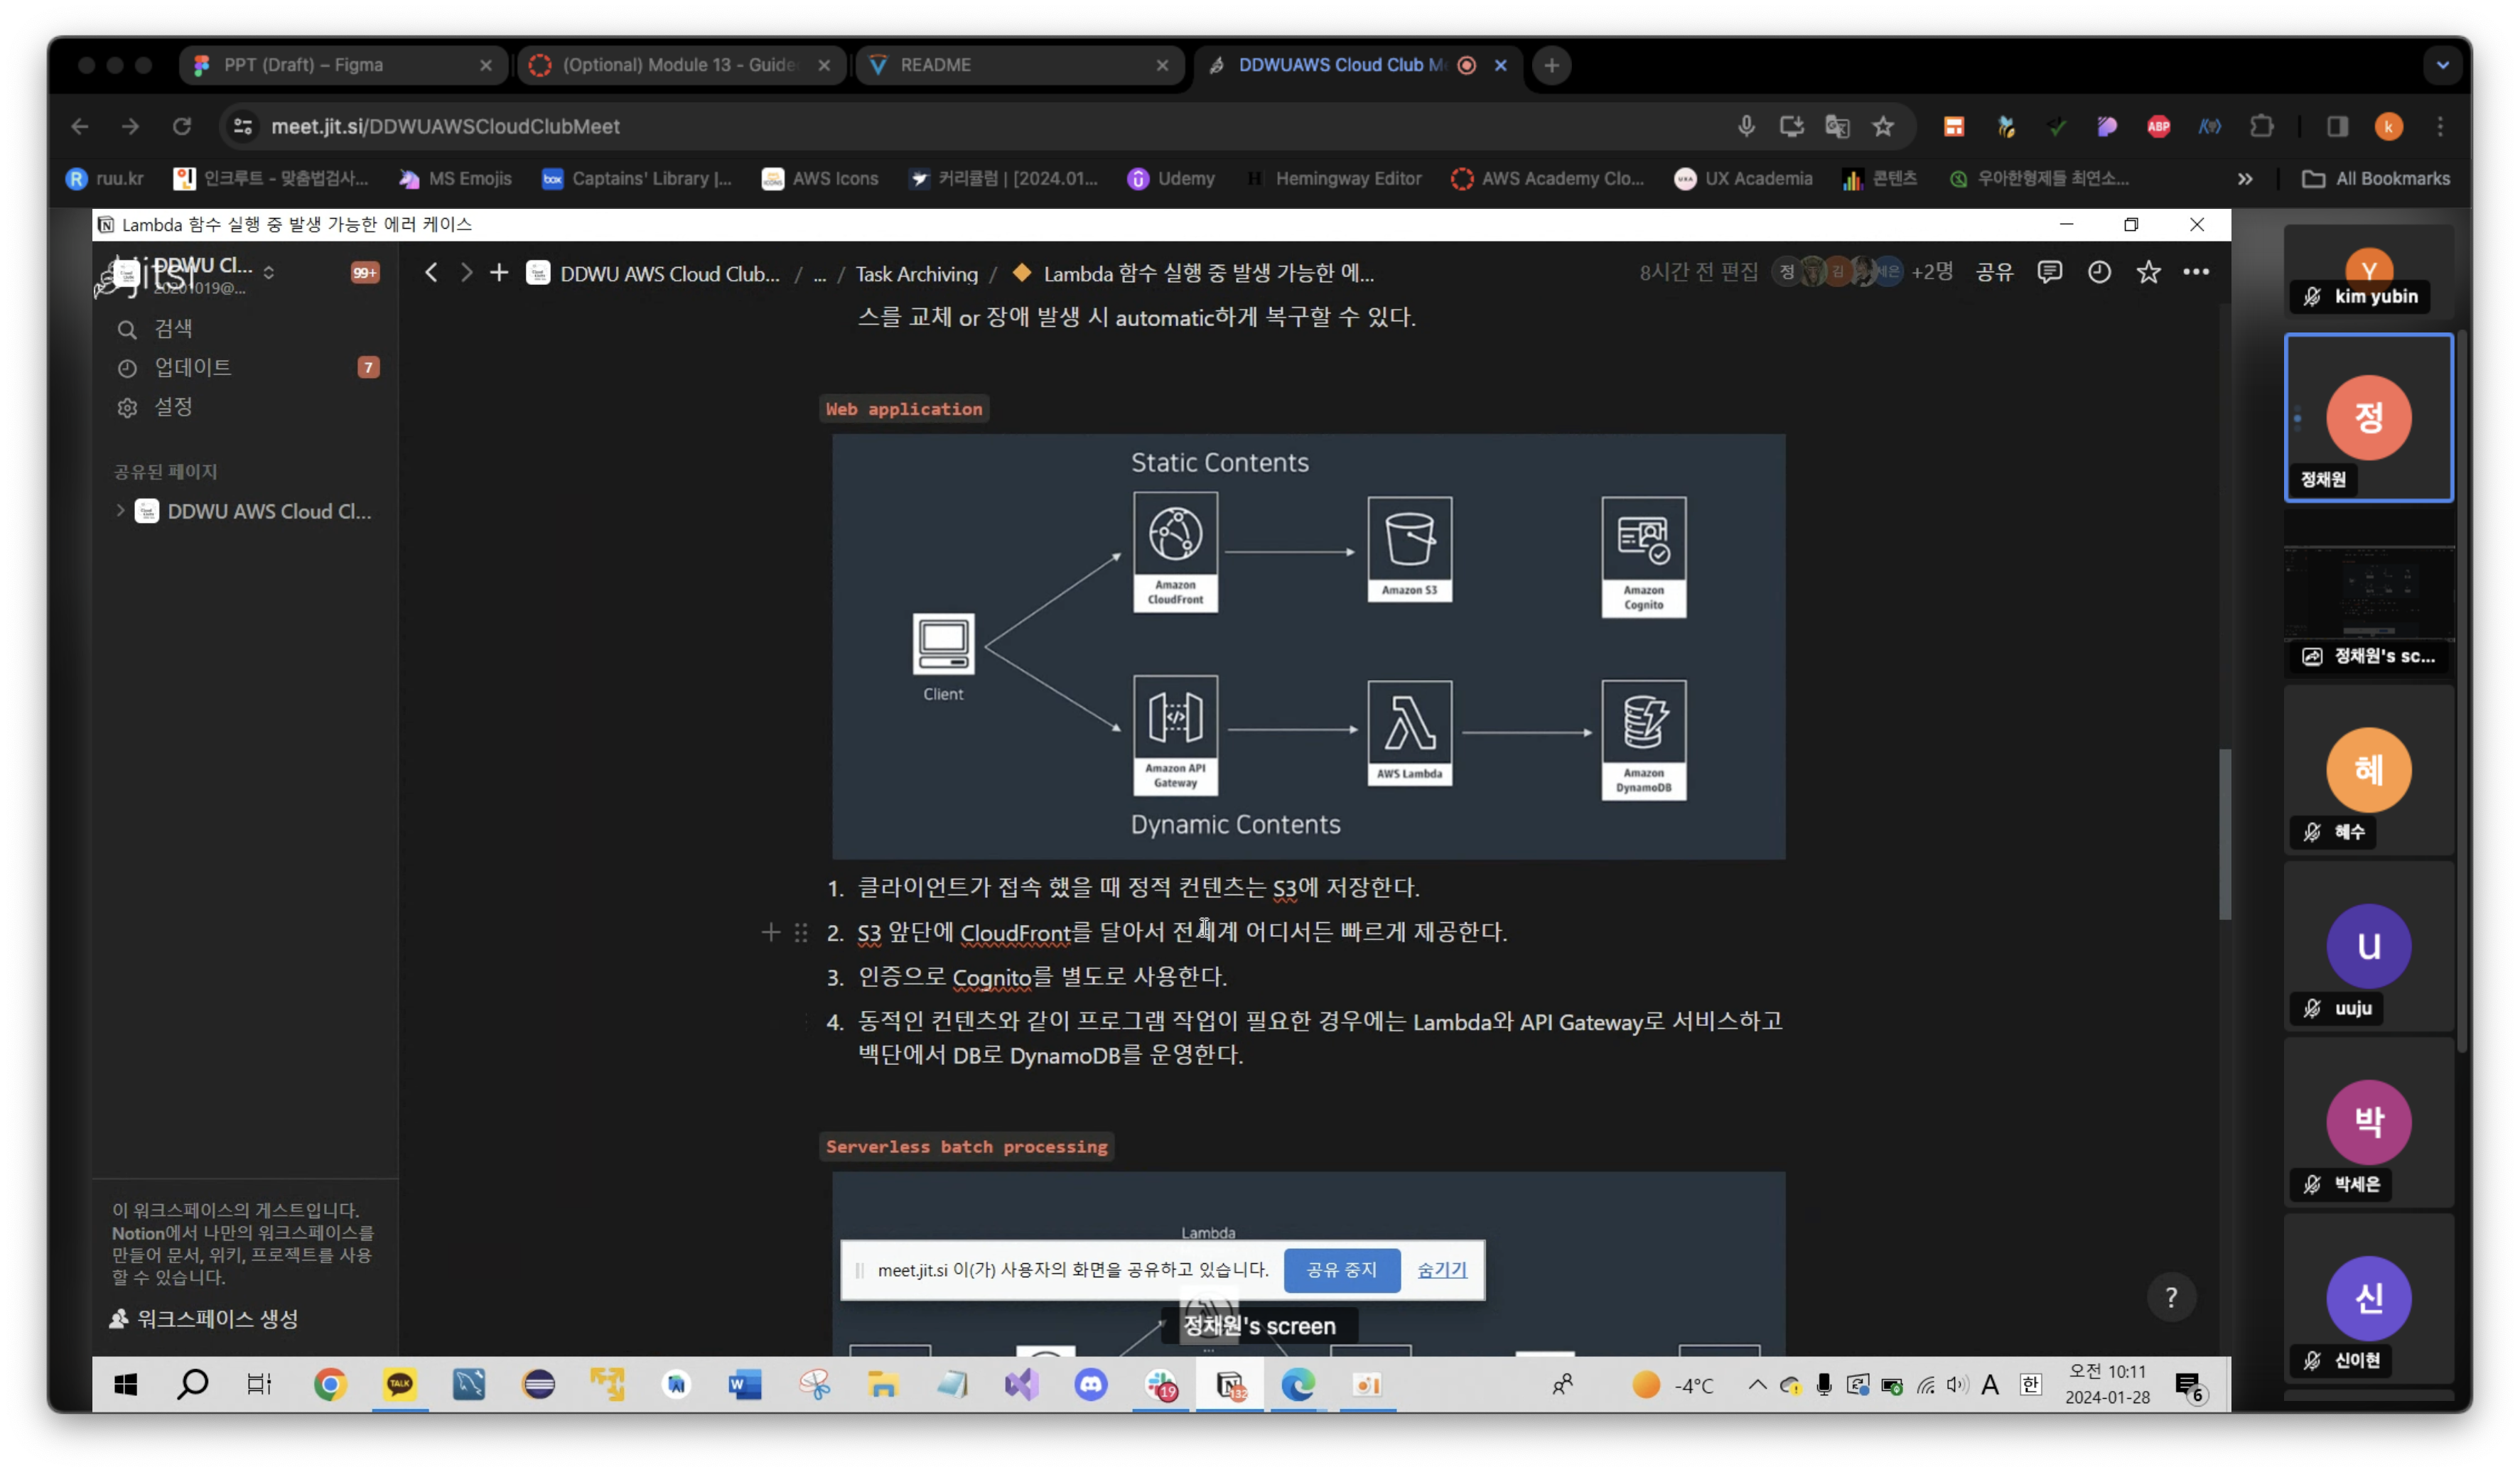 PPT (Draft) – Figma
(Optional) Module 13 - Guide
README
DDWUAWS Cloud Club M
meet.jit.si/DDWUAWSCloudClubMeet
ABP
k
ruu.kr
인크루트 - 맞춤법검사...
MS Emojis
box
Captains' Library |...
AWS Icons
커리큘럼 | [2024.01...
Udemy
Hemingway Editor
AWS Academy Clo...
UX Academia
콘텐츠
우아한형제들 최연소...
All Bookmarks
Lambda 함수 실행 중 발생 가능한 에러 케이스
jitsi
DDWU Cl...
20201019@...
99+
검색
업데이트
7
설정
공유된 페이지
DDWU AWS Cloud Cl...
이 워크스페이스의 게스트입니다.
Notion에서 나만의 워크스페이스를
만들어 문서, 위키, 프로젝트를 사용
할 수 있습니다.
워크스페이스 생성
DDWU AWS Cloud Club... / ... / Task Archiving / Lambda 함수 실행 중 발생 가능한 에...
8시간 전 편집
정
김
세은
+2명
공유
스를 교체 or 장애 발생 시 automatic하게 복구할 수 있다.
Web application
Static Contents
Amazon
CloudFront
Amazon S3
Amazon
Cognito
Client
Amazon API
Gateway
AWS Lambda
Amazon
DynamoDB
Dynamic Contents
1. 클라이언트가 접속 했을 때 정적 컨텐츠는 S3에 저장한다.
2. S3 앞단에 CloudFront를 달아서 전세계 어디서든 빠르게 제공한다.
3. 인증으로 Cognito를 별도로 사용한다.
4. 동적인 컨텐츠와 같이 프로그램 작업이 필요한 경우에는 Lambda와 API Gateway로 서비스하고
백단에서 DB로 DynamoDB를 운영한다.
Serverless batch processing
Lambda
meet.jit.si 이(가) 사용자의 화면을 공유하고 있습니다.
공유 중지
숨기기
정채원's screen
?
Y
kim yubin
정
정채원
정채원's sc...
혜
혜수
u
uuju
박
박세은
신
신이현
TALK
W
19
132
-4°C
A
한
오전 10:11
2024-01-28
6